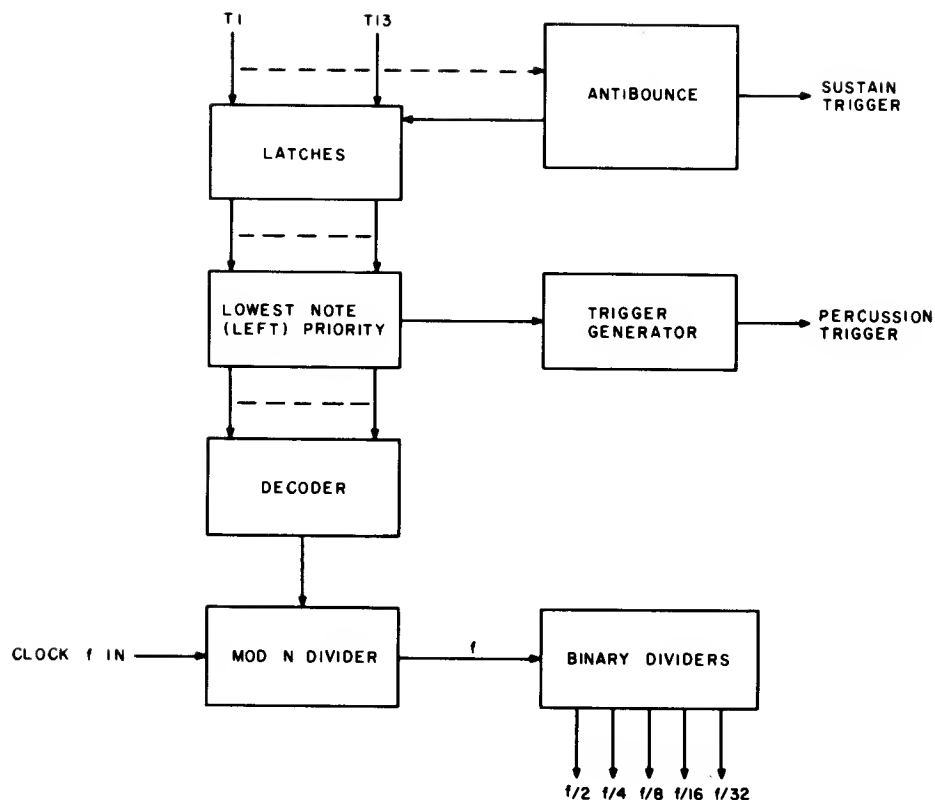 T1
T13
ANTIBOUNCE
SUSTAIN
TRIGGER
LATCHES
LOWEST NOTE
(LEFT) PRIORITY
TRIGGER
GENERATOR
PERCUSSION
TRIGGER
DECODER
CLOCK f IN
MOD N DIVIDER
f
BINARY DIVIDERS
f/2
f/4
f/8
f/16
f/32